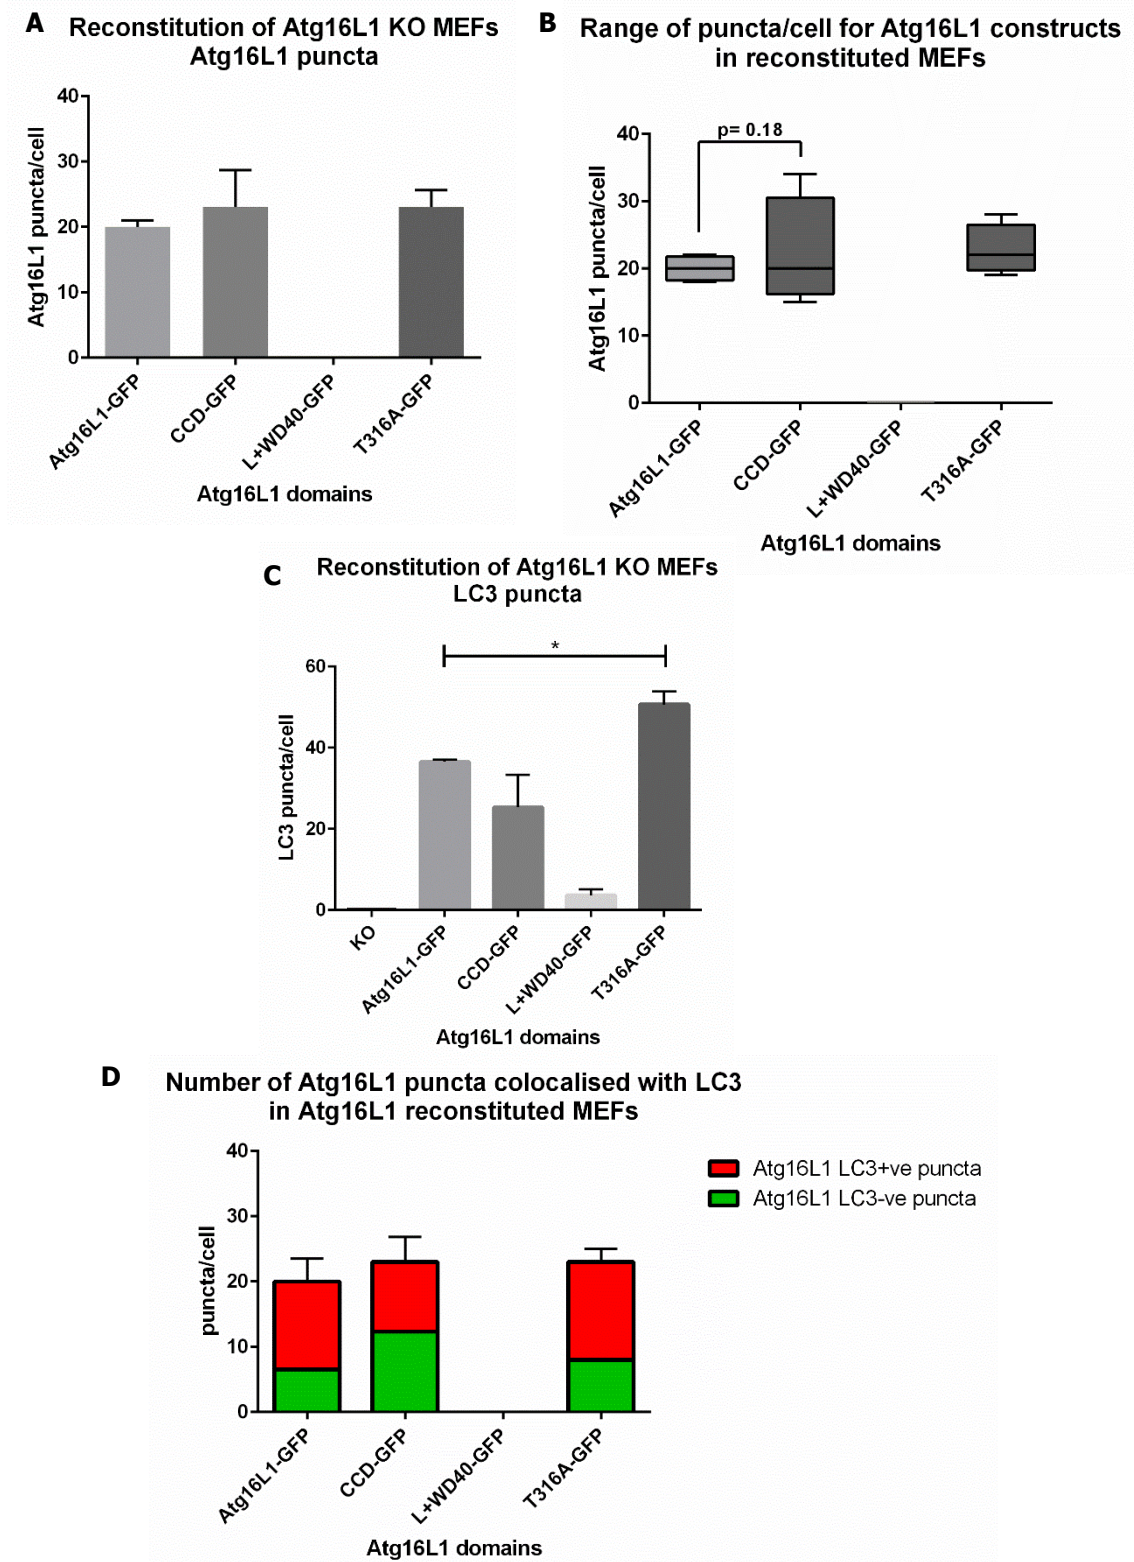 A
Reconstitution of Atg16L1 KO MEFs
Atg16L1 puncta
Atg16L1 puncta/cell
40
30
20
10
0
Atg16L1-GFP
CCD-GFP
L+WD40-GFP
T316A-GFP
Atg16L1 domains
B
Range of puncta/cell for Atg16L1 constructs
in reconstituted MEFs
p= 0.18
Atg16L1 puncta/cell
40
30
20
10
0
Atg16L1-GFP
CCD-GFP
L+WD40-GFP
T316A-GFP
Atg16L1 domains
C
Reconstitution of Atg16L1 KO MEFs
LC3 puncta
*
LC3 puncta/cell
60
40
20
0
KO
Atg16L1-GFP
CCD-GFP
L+WD40-GFP
T316A-GFP
Atg16L1 domains
D
Number of Atg16L1 puncta colocalised with LC3
in Atg16L1 reconstituted MEFs
puncta/cell
40
30
20
10
0
Atg16L1-GFP
CCD-GFP
L+WD40-GFP
T316A-GFP
Atg16L1 domains
Atg16L1 LC3+ve puncta
Atg16L1 LC3-ve puncta